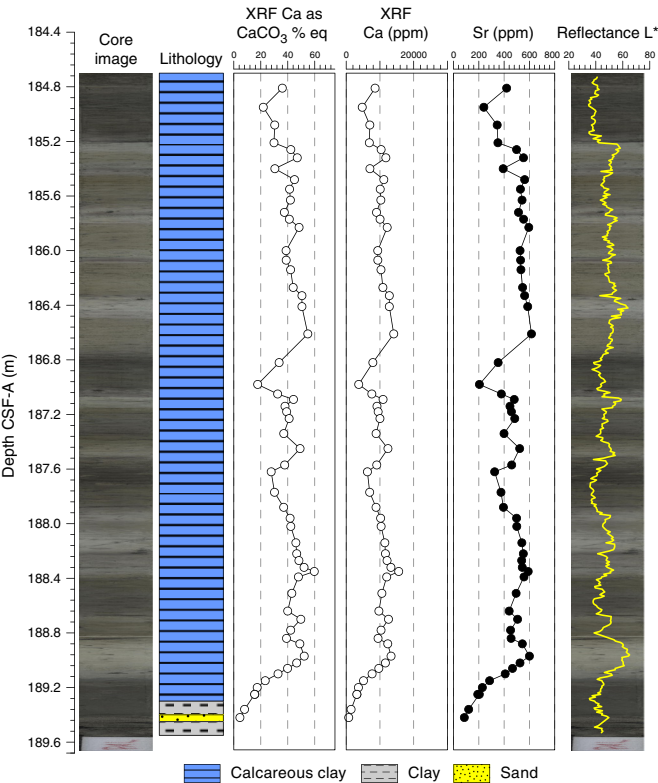 XRF Ca as
CaCO3 % eq
XRF
Ca (ppm)
Sr (ppm)
Reflectance L*
Core
image
Lithology
0 20 40 60
0 20000
0 200 400 600 800
20 40 60 80
Depth CSF-A (m)
184.4
184.8
185.2
185.6
186.0
186.4
186.8
187.2
187.6
188.0
188.4
188.8
189.2
189.6
Calcareous clay
Clay
Sand